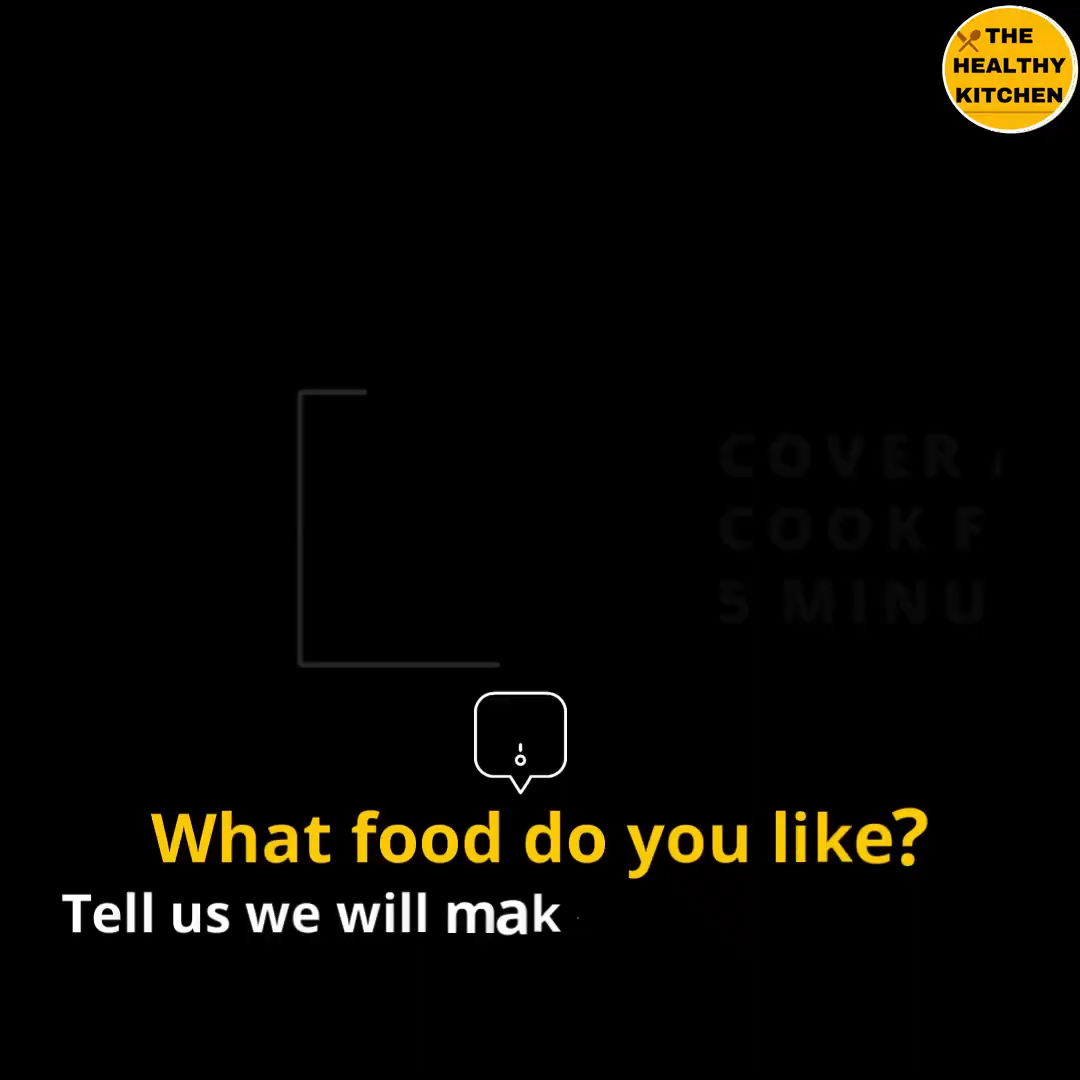 THE
HEALTHY
KITCHEN
COVER
COOK F
5 MINU
What food do you like?
Tell us we will mak